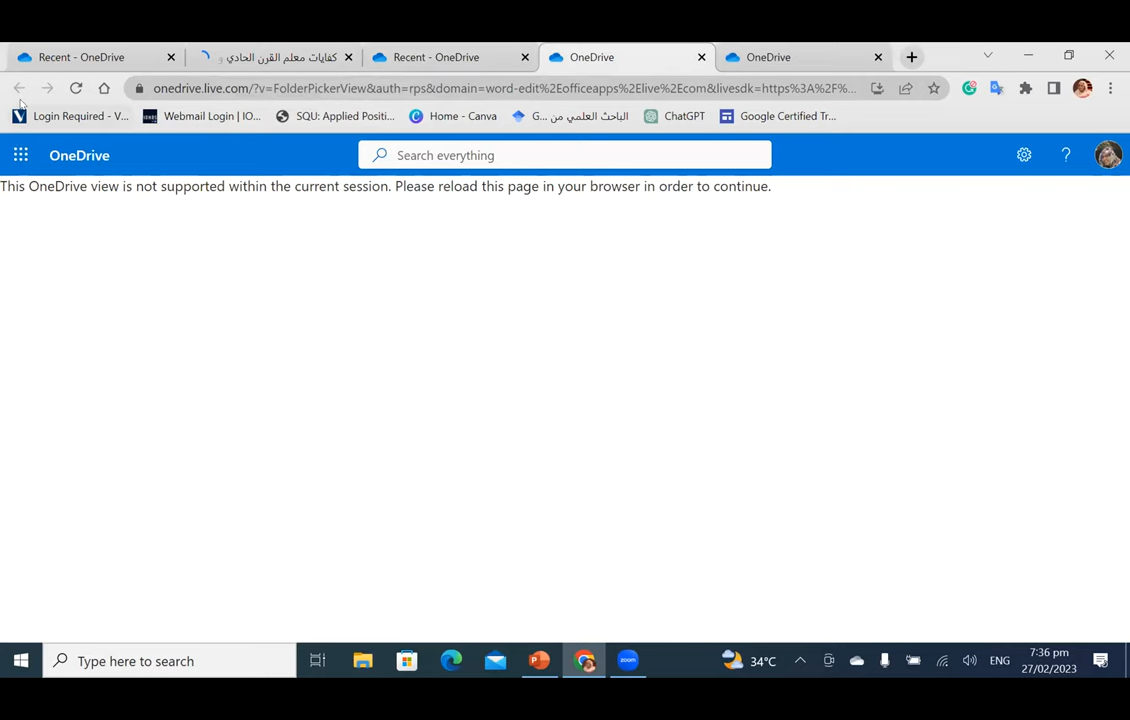 Recent - OneDrive
كفايات معلم القرن الحادي و
Recent - OneDrive
OneDrive
OneDrive
onedrive.live.com/?v=FolderPickerView&auth=rps&domain=word-edit%2Eofficeapps%2Elive%2Ecom&livesdk=https%3A%2F%...
Login Required - V...
Webmail Login | IO...
SQU: Applied Positi...
Home - Canva
الباحث العلمي من G...
ChatGPT
Google Certified Tr...
OneDrive
Search everything
This OneDrive view is not supported within the current session. Please reload this page in your browser in order to continue.
Type here to search
zoom
34°C
ENG
7:36 pm
27/02/2023